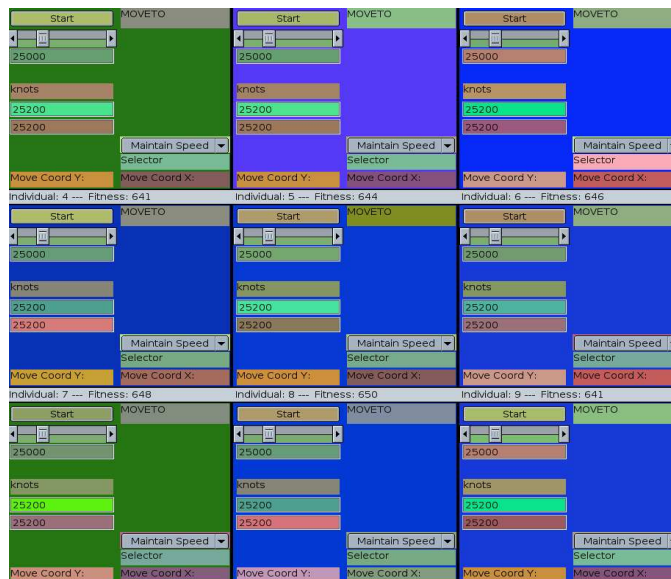 Start MOVETO Start MOVETO Start MOVETO
25000 25000 25000
knots knots knots
25200 25200 25200
25200 25200 25200
Maintain Speed Maintain Speed Maintain Speed
Selector Selector Selector
Move Coord Y: Move Coord X: Move Coord Y: Move Coord X: Move Coord Y: Move Coord X:
Individual: 4 --- Fitness: 641 Individual: 5 --- Fitness: 644 Individual: 6 --- Fitness: 646
Start MOVETO Start MOVETO Start MOVETO
25000 25000 25000
knots knots knots
25200 25200 25200
25200 25200 25200
Maintain Speed Maintain Speed Maintain Speed
Selector Selector Selector
Move Coord Y: Move Coord X: Move Coord Y: Move Coord X: Move Coord Y: Move Coord X:
Individual: 7 --- Fitness: 648 Individual: 8 --- Fitness: 650 Individual: 9 --- Fitness: 641
Start MOVETO Start MOVETO Start MOVETO
25000 25000 25000
knots knots knots
25200 25200 25200
25200 25200 25200
Maintain Speed Maintain Speed Maintain Speed
Selector Selector Selector
Move Coord Y: Move Coord X: Move Coord Y: Move Coord X: Move Coord Y: Move Coord X: